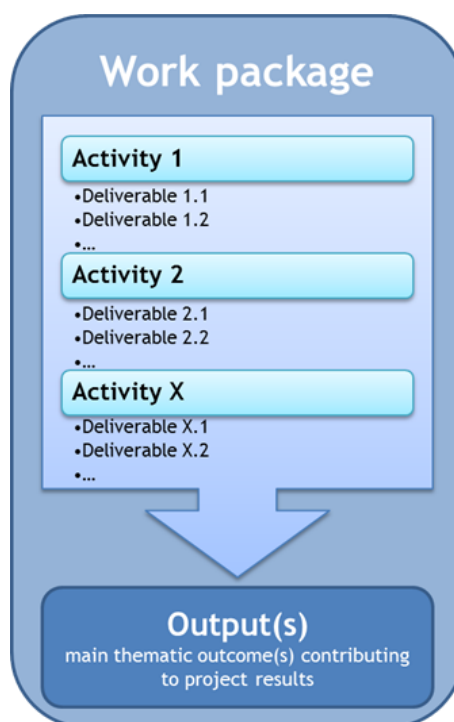 Work package
Activity 1
•Deliverable 1.1
•Deliverable 1.2
•...
Activity 2
•Deliverable 2.1
•Deliverable 2.2
•...
Activity X
•Deliverable X.1
•Deliverable X.2
•...
Output(s)
main thematic outcome(s) contributing
to project results